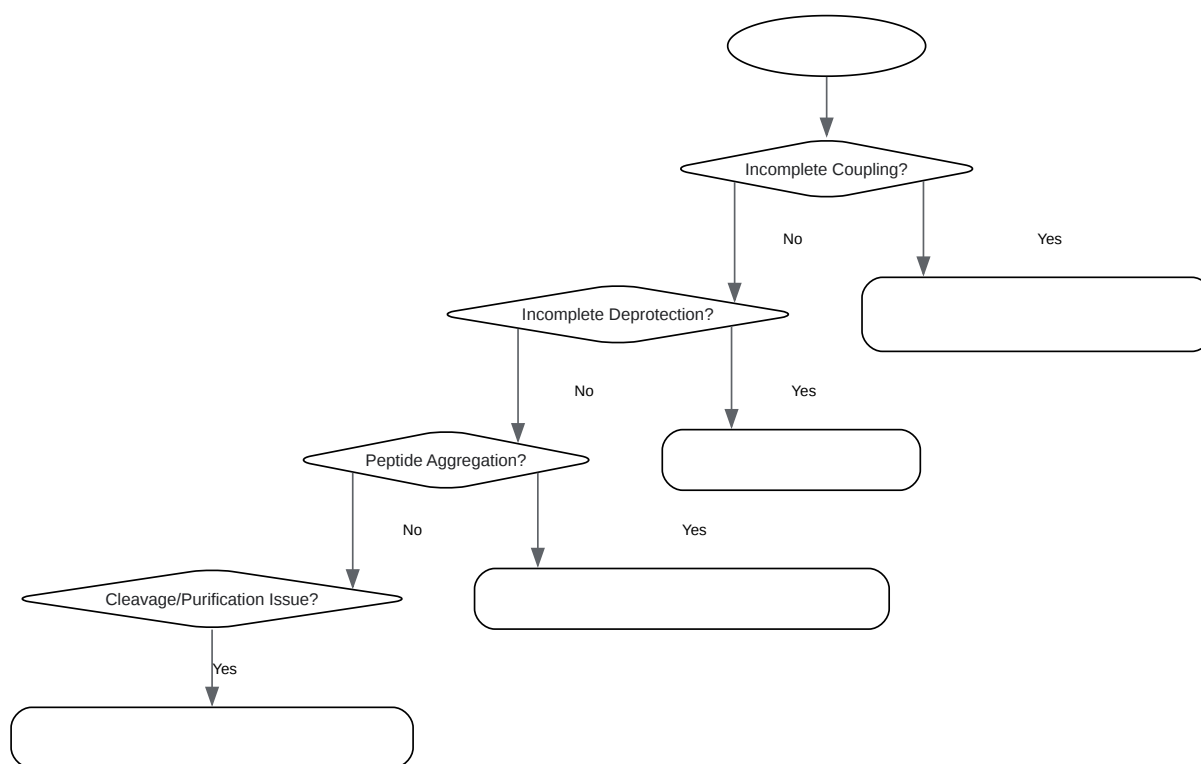 Incomplete Coupling?
No
Yes
Incomplete Deprotection?
No
Yes
Peptide Aggregation?
No
Yes
Cleavage/Purification Issue?
Yes